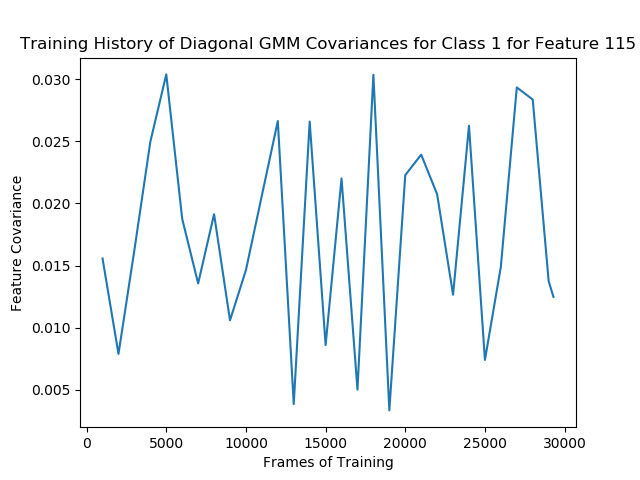 Training History of Diagonal GMM Covariances for Class 1 for Feature 115
0.030
0.025
0.020
0.015
0.010
0.005
Feature Covariance
0 5000 10000 15000 20000 25000 30000
Frames of Training